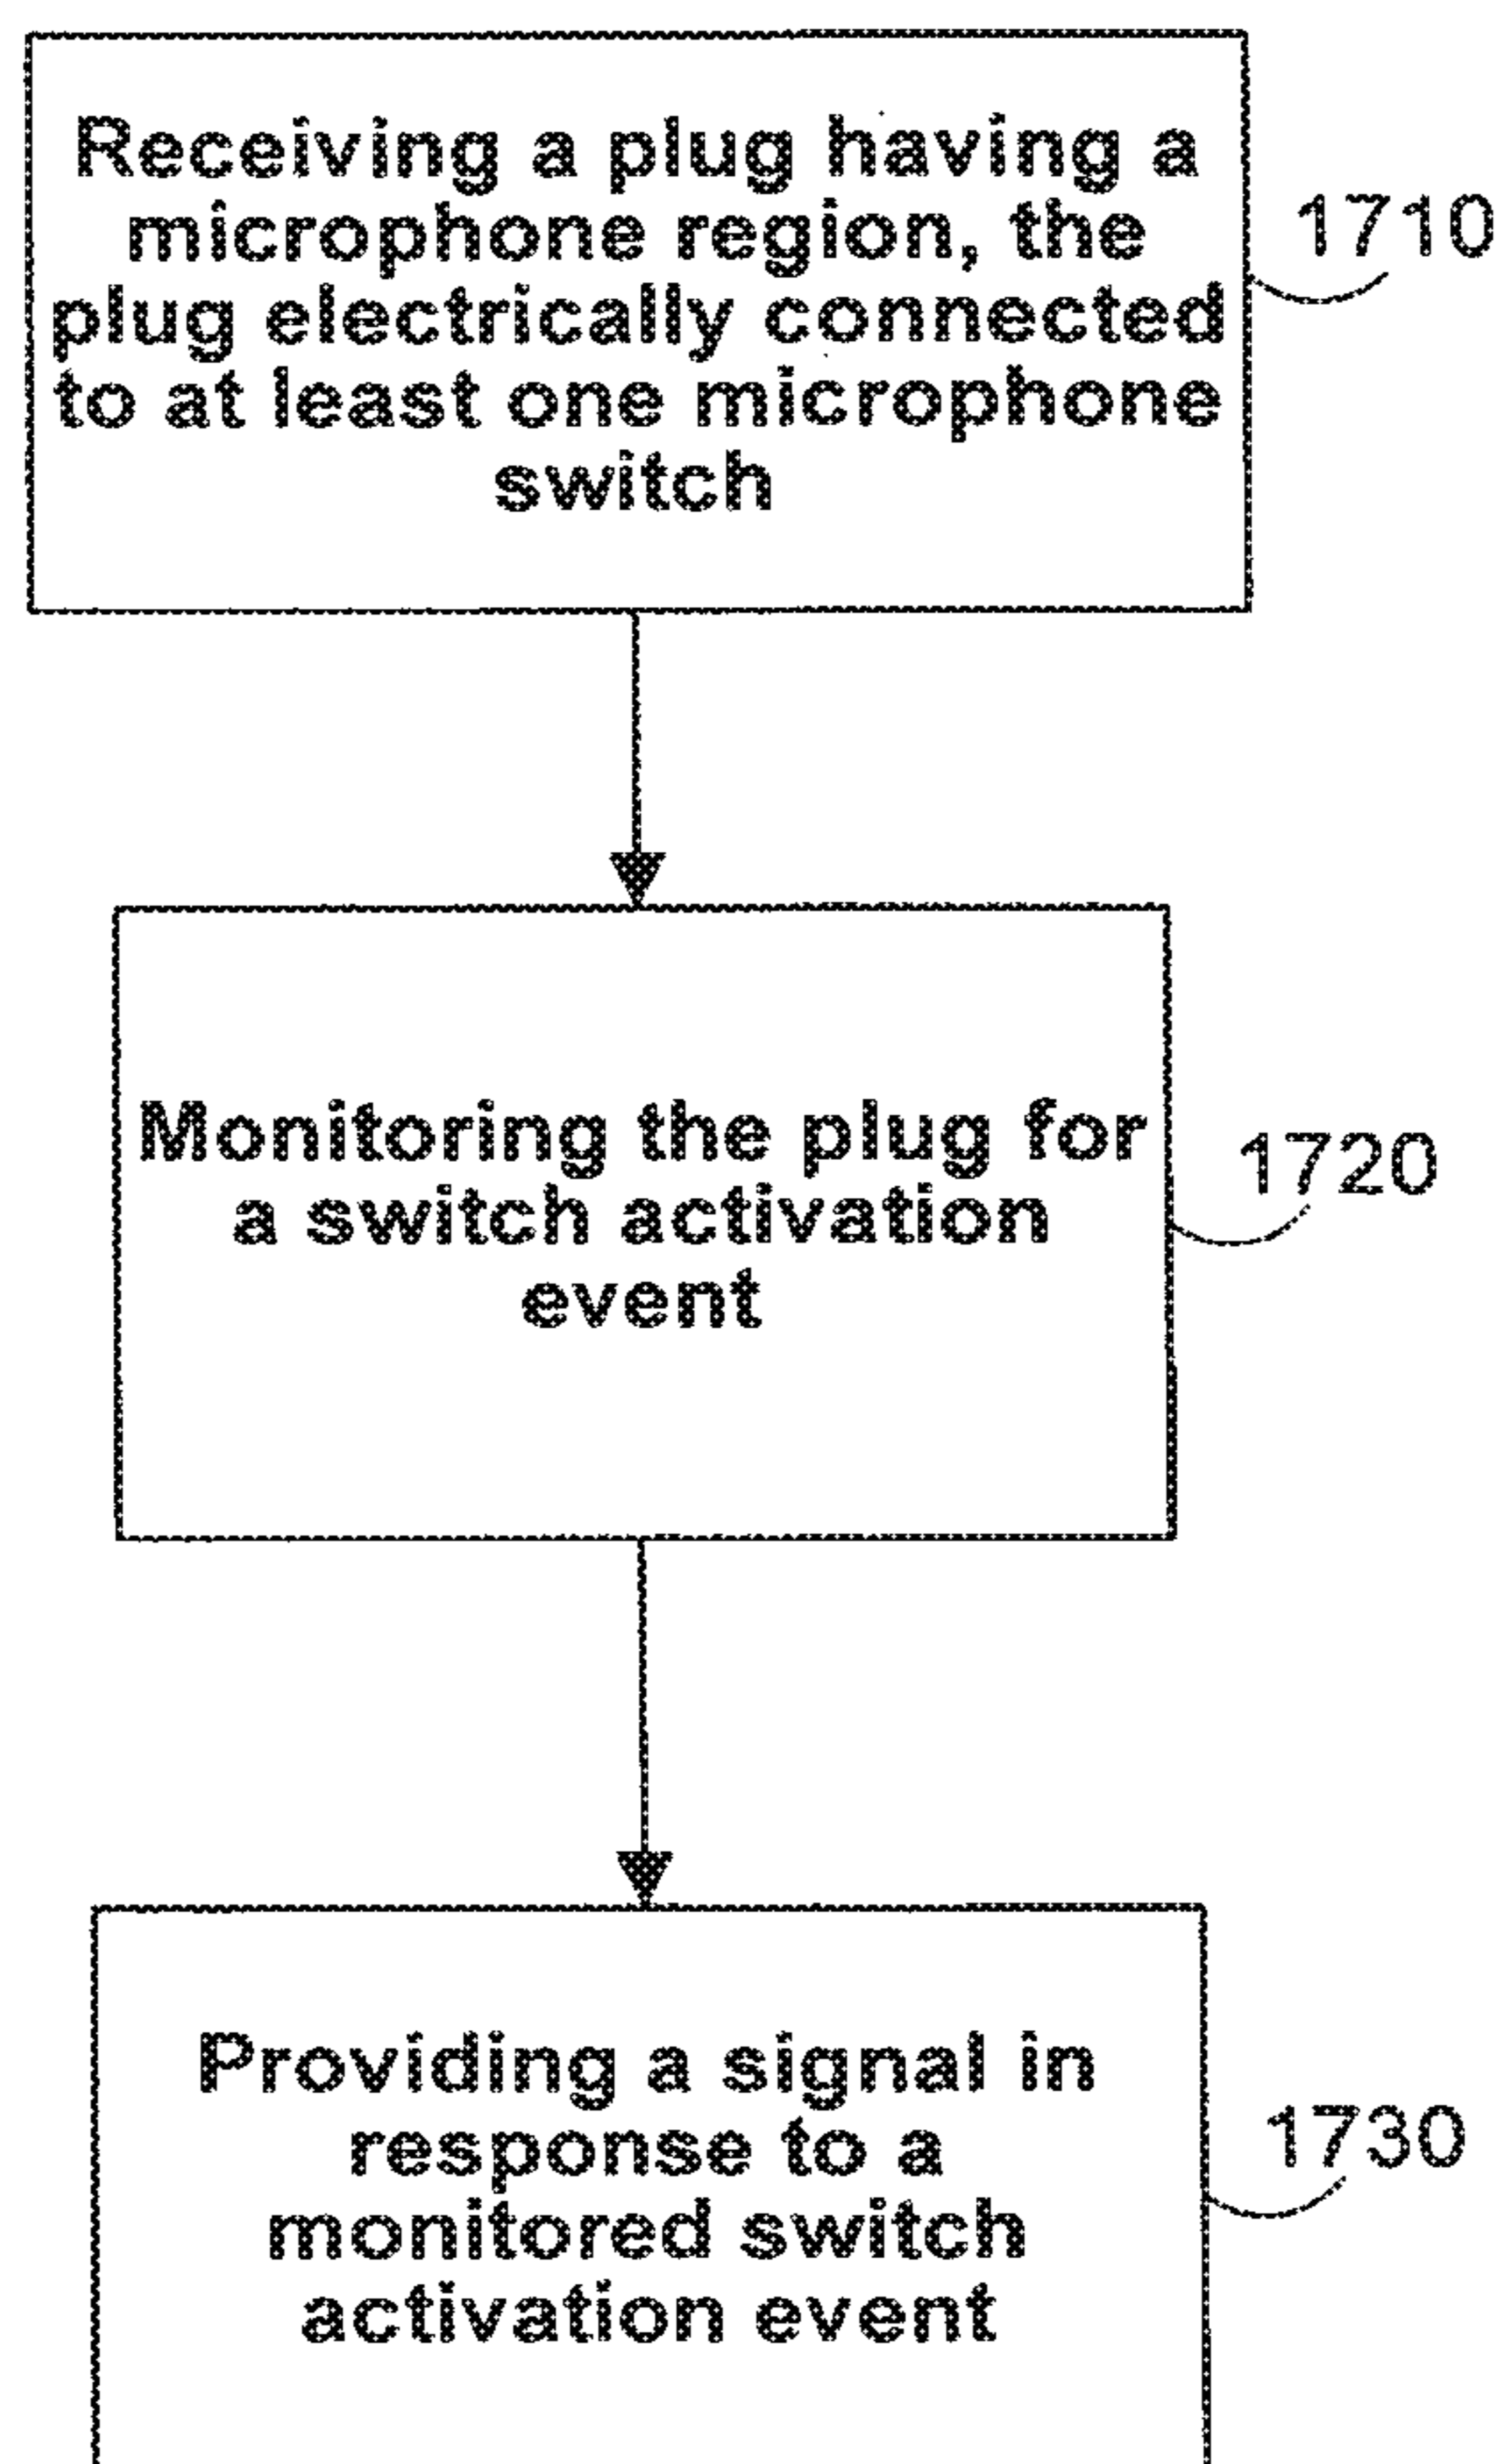 Receiving a plug having a
microphone region, the
plug electrically connected
to at least one microphone
switch
1710
Monitoring the plug for
a switch activation
event
1720
Providing a signal in
response to a
monitored switch
activation event
1730